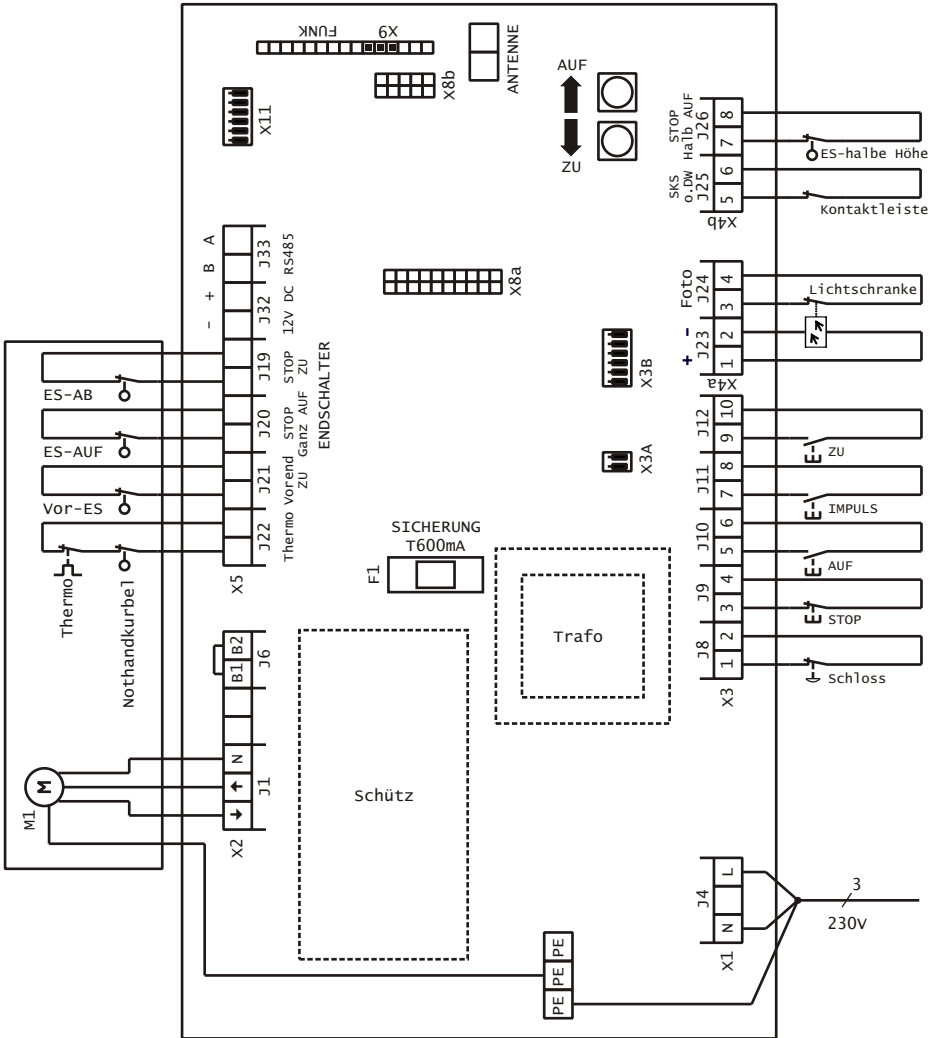 FUNK
X9
X8b
ANTENNE
X11
AUF
ZU
STOP
Halb AUF
J26
SKS
o.DW
J25
8
7
6
5
X4b
ES-halbe Höhe
Kontaktleiste
A
B
+
-
J33
RS485
J32
12V DC
X8a
Foto
J24
J23
- +
4
3
2
1
X4a
Lichtschranke
ES-AB
ES-AUF
Vor-ES
J19
STOP
ZU
J20
STOP
Ganz AUF
J21
Vorend
ZU
J22
Thermo
ENDSCHALTER
X5
Thermo
Nothandkurbel
X3B
X3A
SICHERUNG
T600mA
F1
Trafo
J12
J11
J10
J9
J8
10
9
8
7
6
5
4
3
2
1
X3
ZU
IMPULS
AUF
STOP
Schloss
B2
B1
J6
N
J1
X2
M
M1
Schütz
J4
L
N
X1
3
230V
PE
PE
PE